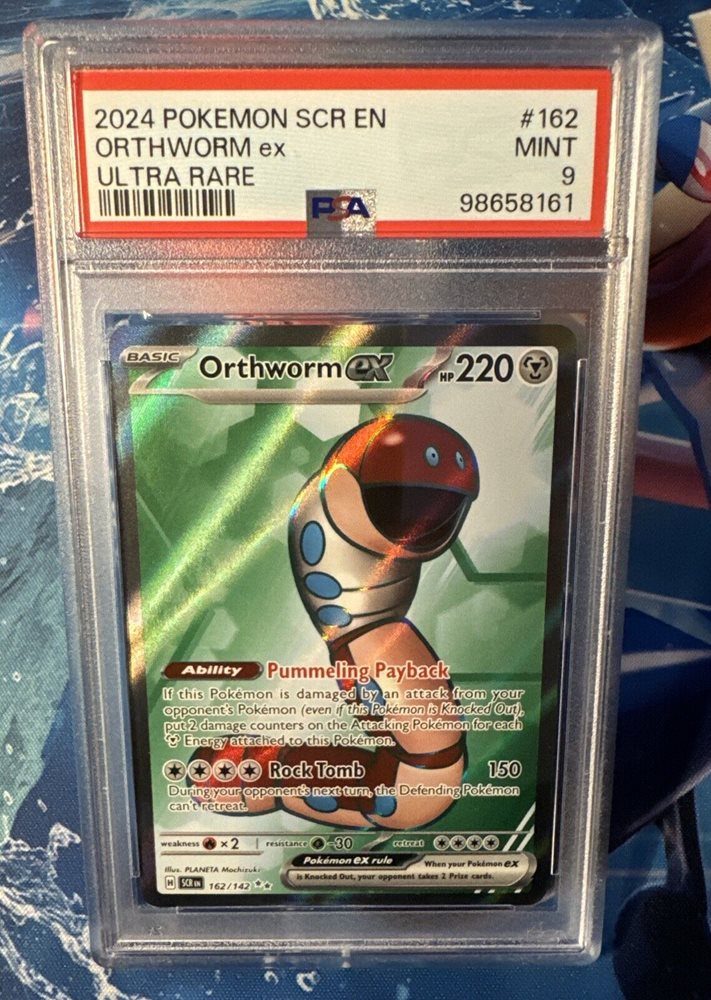 2024 POKEMON SCR EN #162
ORTHWORM ex MINT
ULTRA RARE 9
PSA 98658161
BASIC Orthworm ex HP 220
Ability Pummeling Payback
If this Pokémon is damaged by an attack from your
opponent's Pokémon (even if this Pokémon is Knocked Out),
put 2 damage counters on the Attacking Pokémon for each
Energy attached to this Pokémon.
Rock Tomb 150
During your opponent's next turn, the Defending Pokémon
can't retreat.
weakness ×2 resistance -30 retreat
Pokémon ex rule When your Pokémon ex
is Knocked Out, your opponent takes 2 Prize cards.
Illus. PLANETA Mochizuki
H SCR EN 162/142